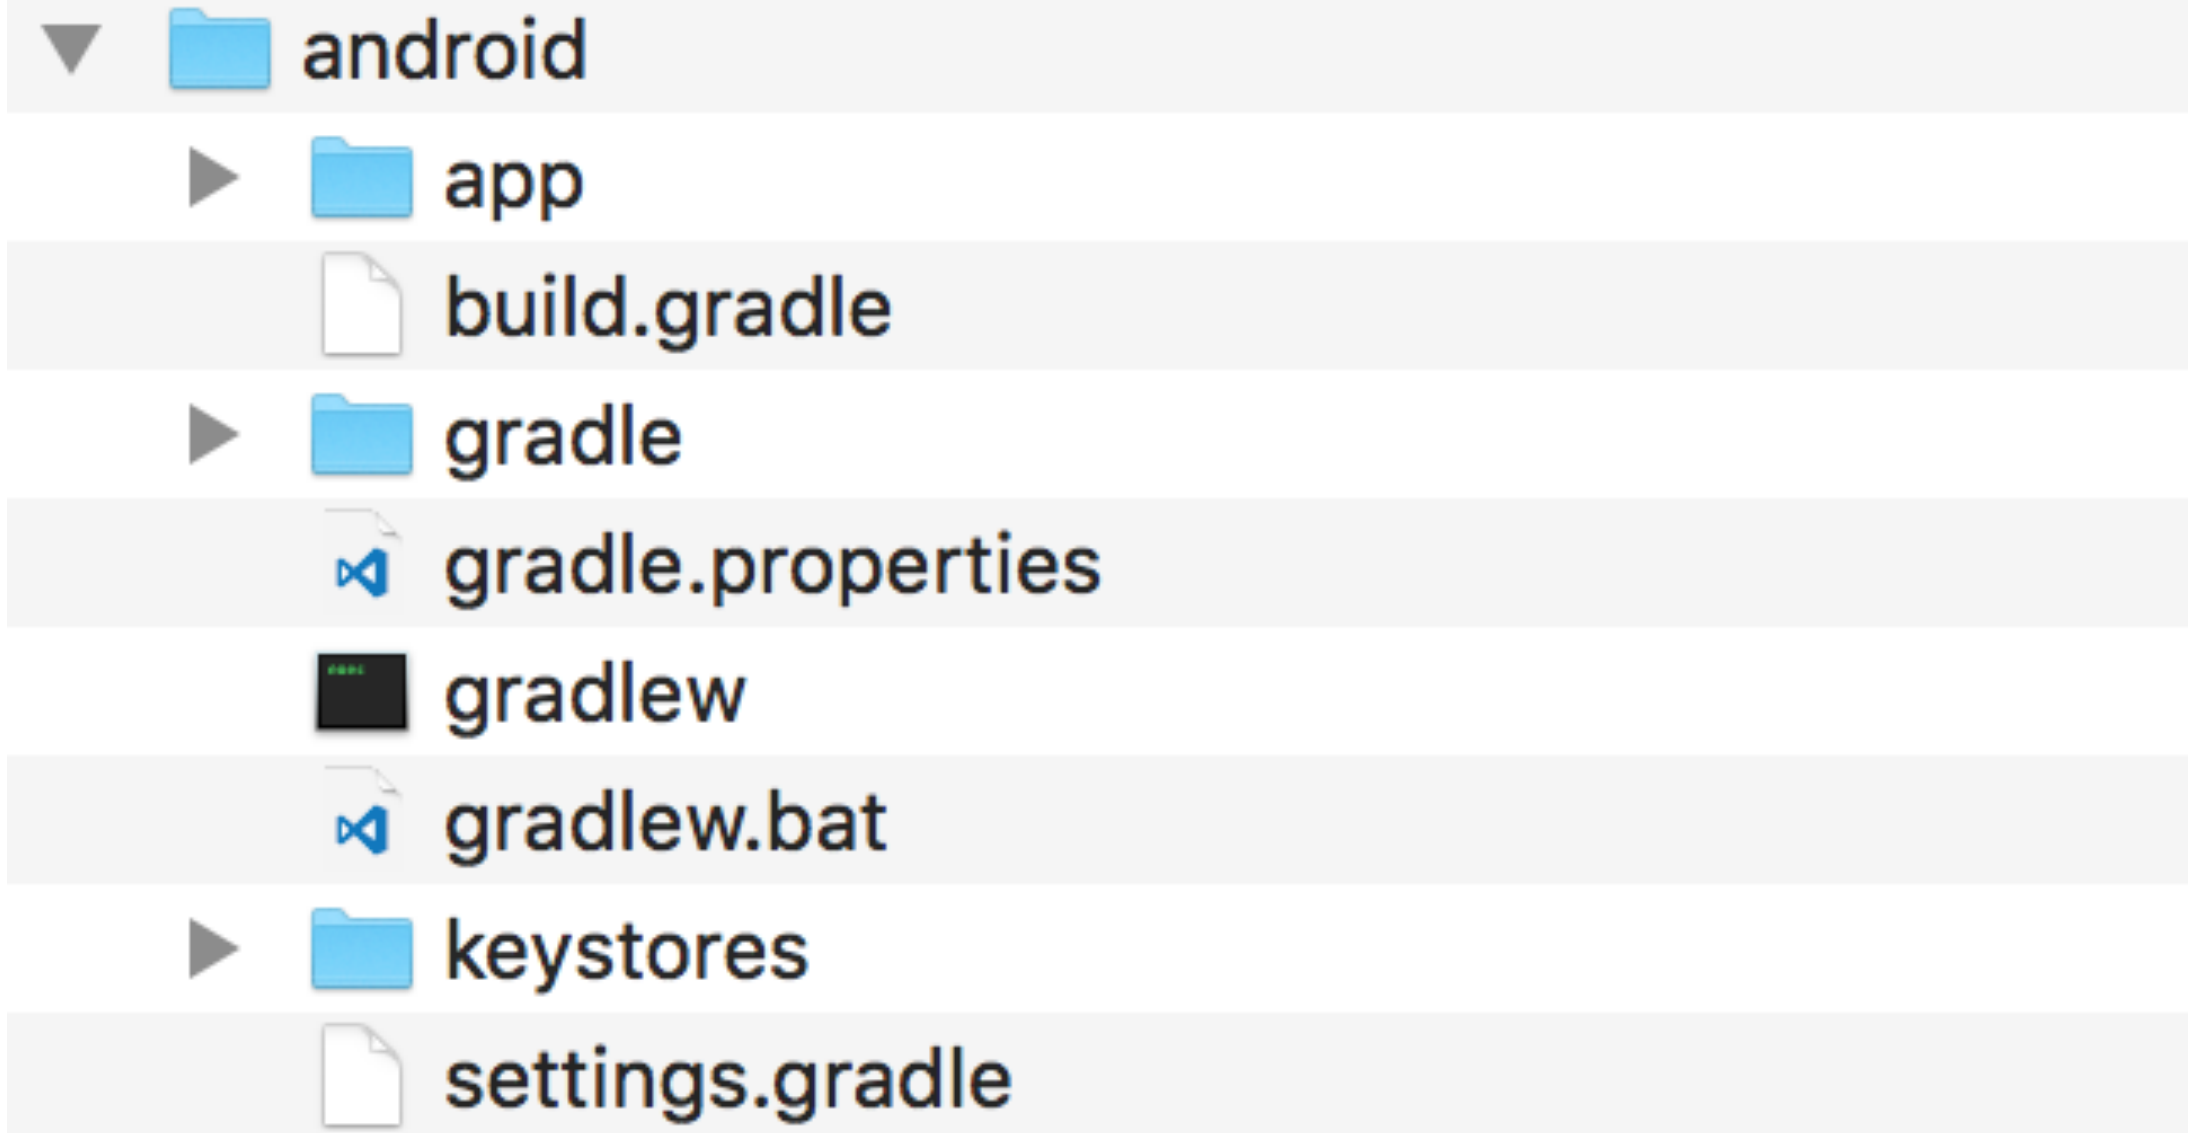 android
app
build.gradle
gradle
gradle.properties
gradlew
gradlew.bat
keystores
settings.gradle